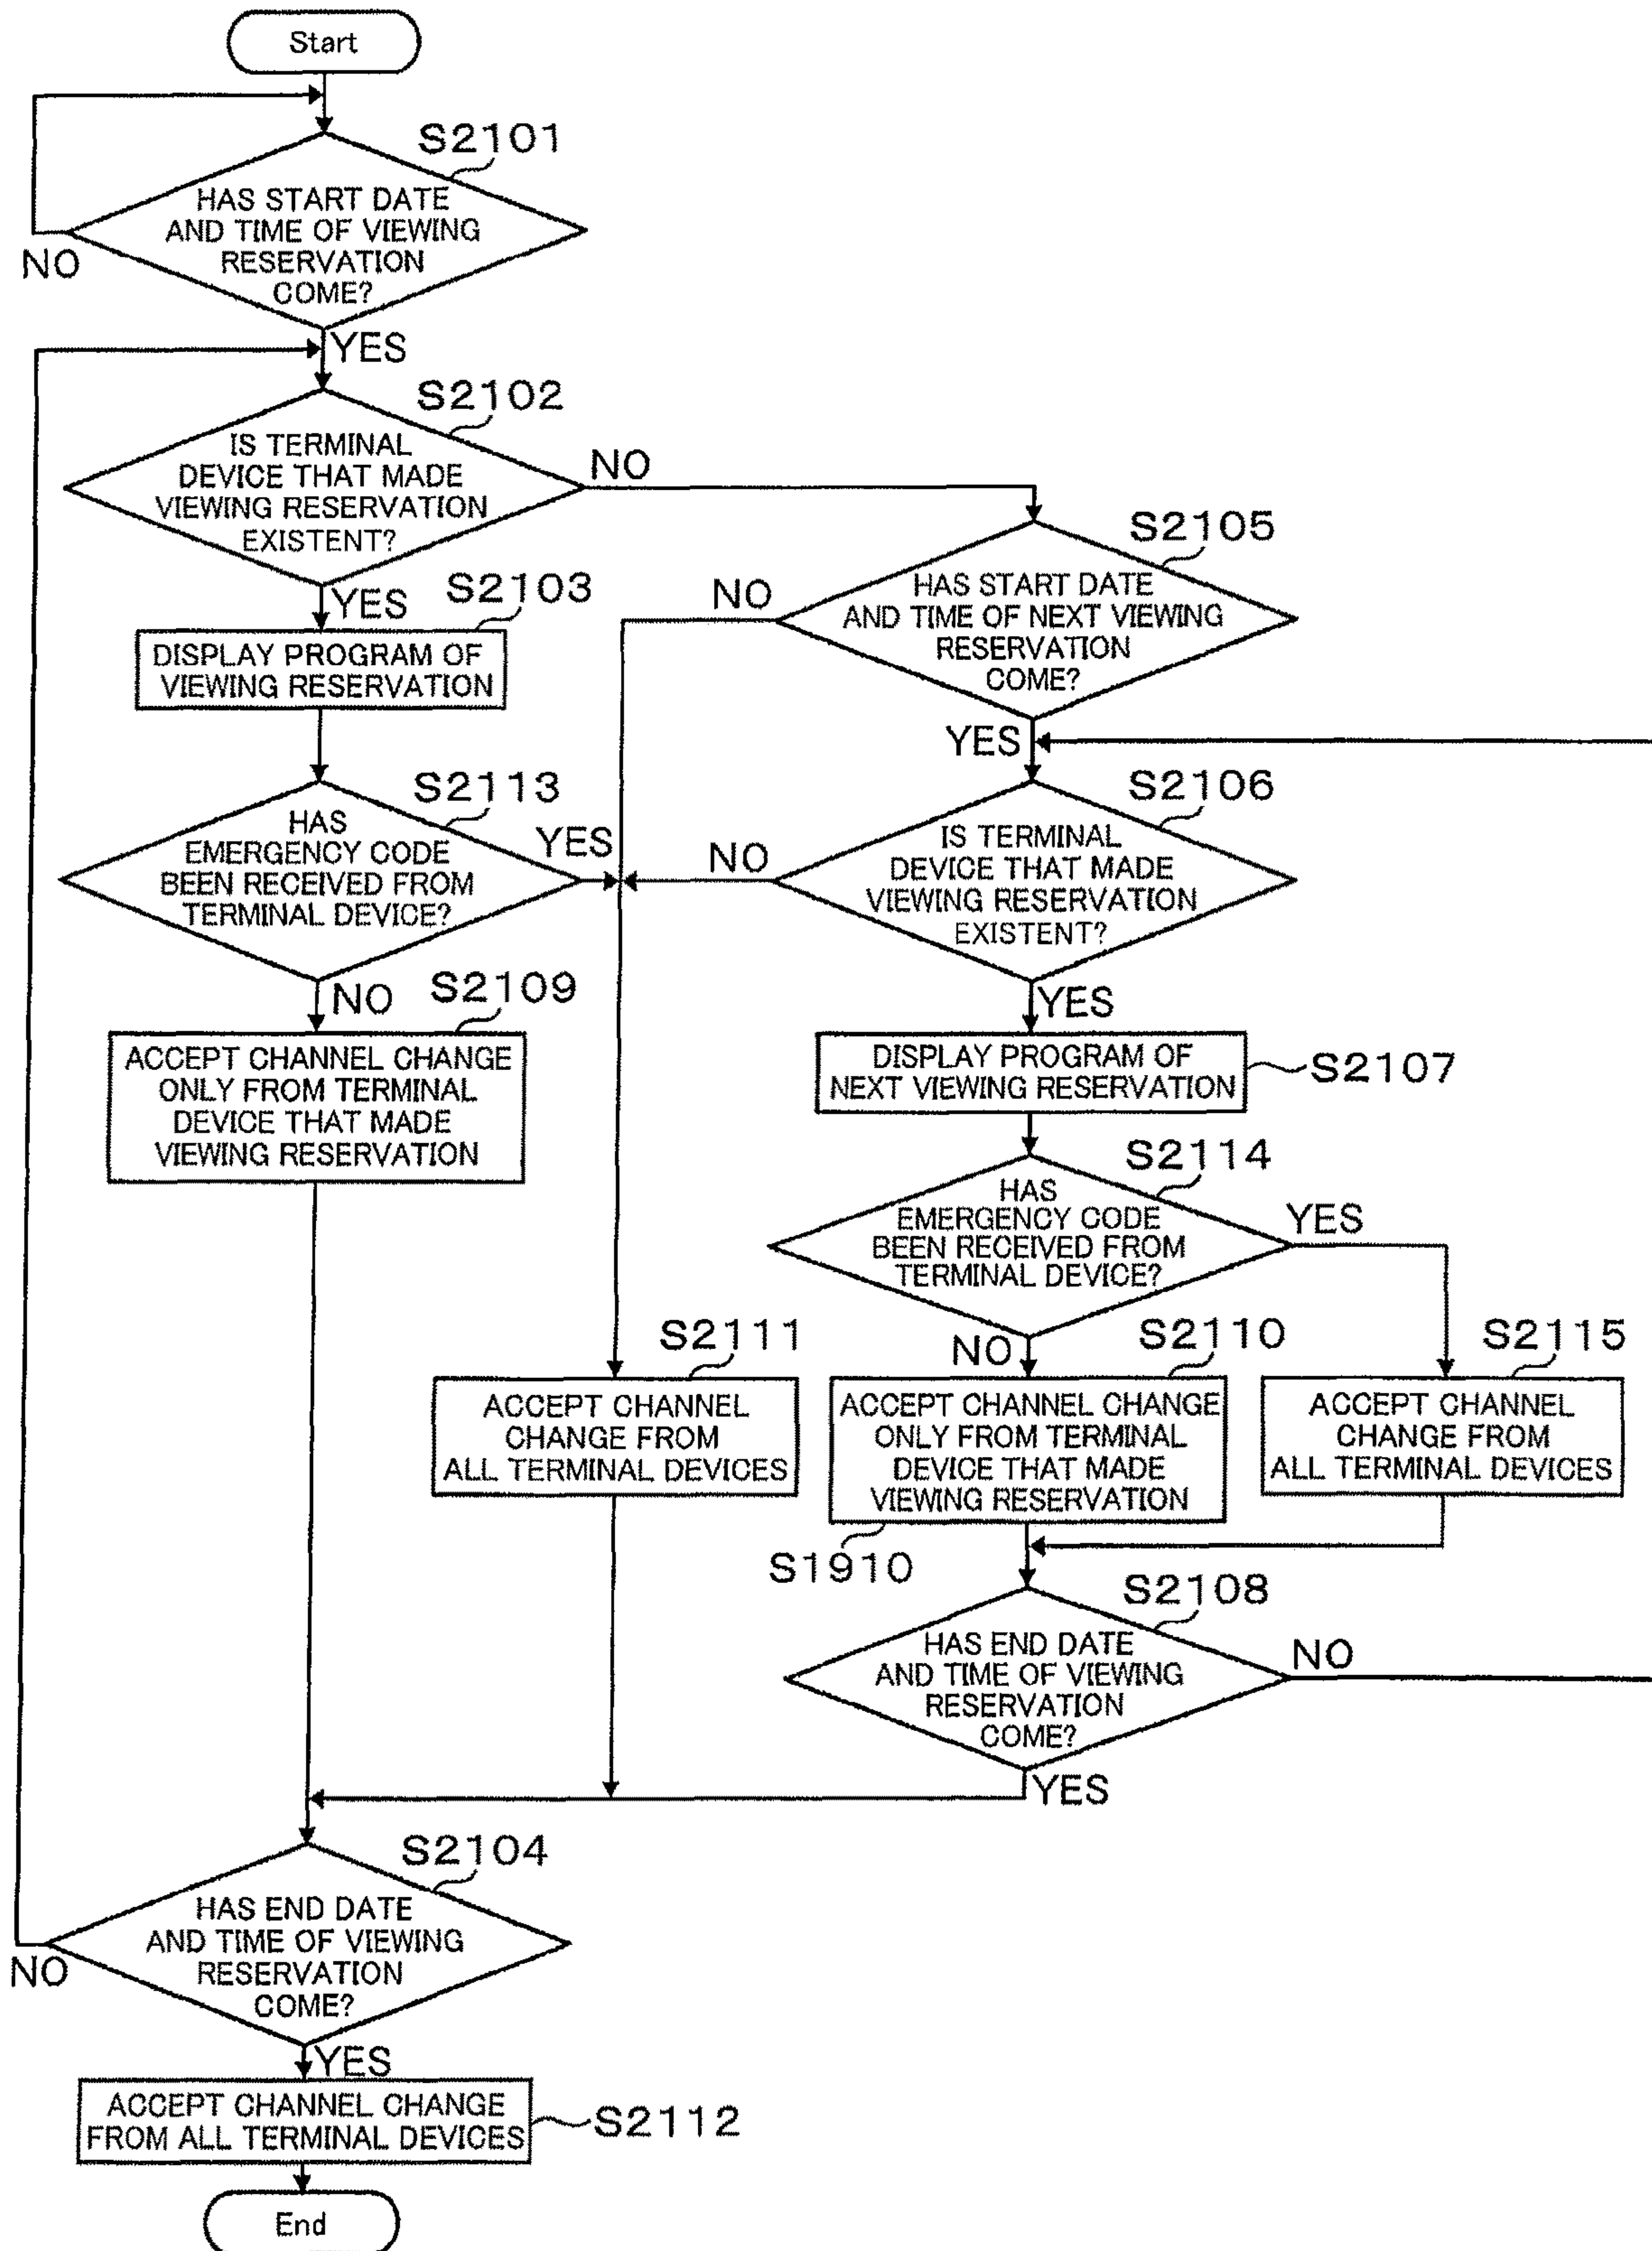 Start
S2101
HAS START DATE
AND TIME OF VIEWING
RESERVATION
COME?
NO
YES
S2102
IS TERMINAL
DEVICE THAT MADE
VIEWING RESERVATION
EXISTENT?
NO
YES
S2103
DISPLAY PROGRAM OF
VIEWING RESERVATION
S2113
HAS
EMERGENCY CODE
BEEN RECEIVED FROM
TERMINAL DEVICE?
YES
NO
S2109
ACCEPT CHANNEL CHANGE
ONLY FROM TERMINAL
DEVICE THAT MADE
VIEWING RESERVATION
S2105
HAS START DATE
AND TIME OF NEXT VIEWING
RESERVATION
COME?
NO
YES
S2106
IS TERMINAL
DEVICE THAT MADE
VIEWING RESERVATION
EXISTENT?
NO
YES
DISPLAY PROGRAM OF
NEXT VIEWING RESERVATION
S2107
S2114
HAS
EMERGENCY CODE
BEEN RECEIVED FROM
TERMINAL DEVICE?
YES
NO
S2111
ACCEPT CHANNEL
CHANGE FROM
ALL TERMINAL DEVICES
S2110
ACCEPT CHANNEL CHANGE
ONLY FROM TERMINAL
DEVICE THAT MADE
VIEWING RESERVATION
S1910
S2115
ACCEPT CHANNEL
CHANGE FROM
ALL TERMINAL DEVICES
S2108
HAS END DATE
AND TIME OF VIEWING
RESERVATION
COME?
NO
YES
S2104
HAS END DATE
AND TIME OF VIEWING
RESERVATION
COME?
NO
YES
ACCEPT CHANNEL CHANGE
FROM ALL TERMINAL DEVICES
S2112
End